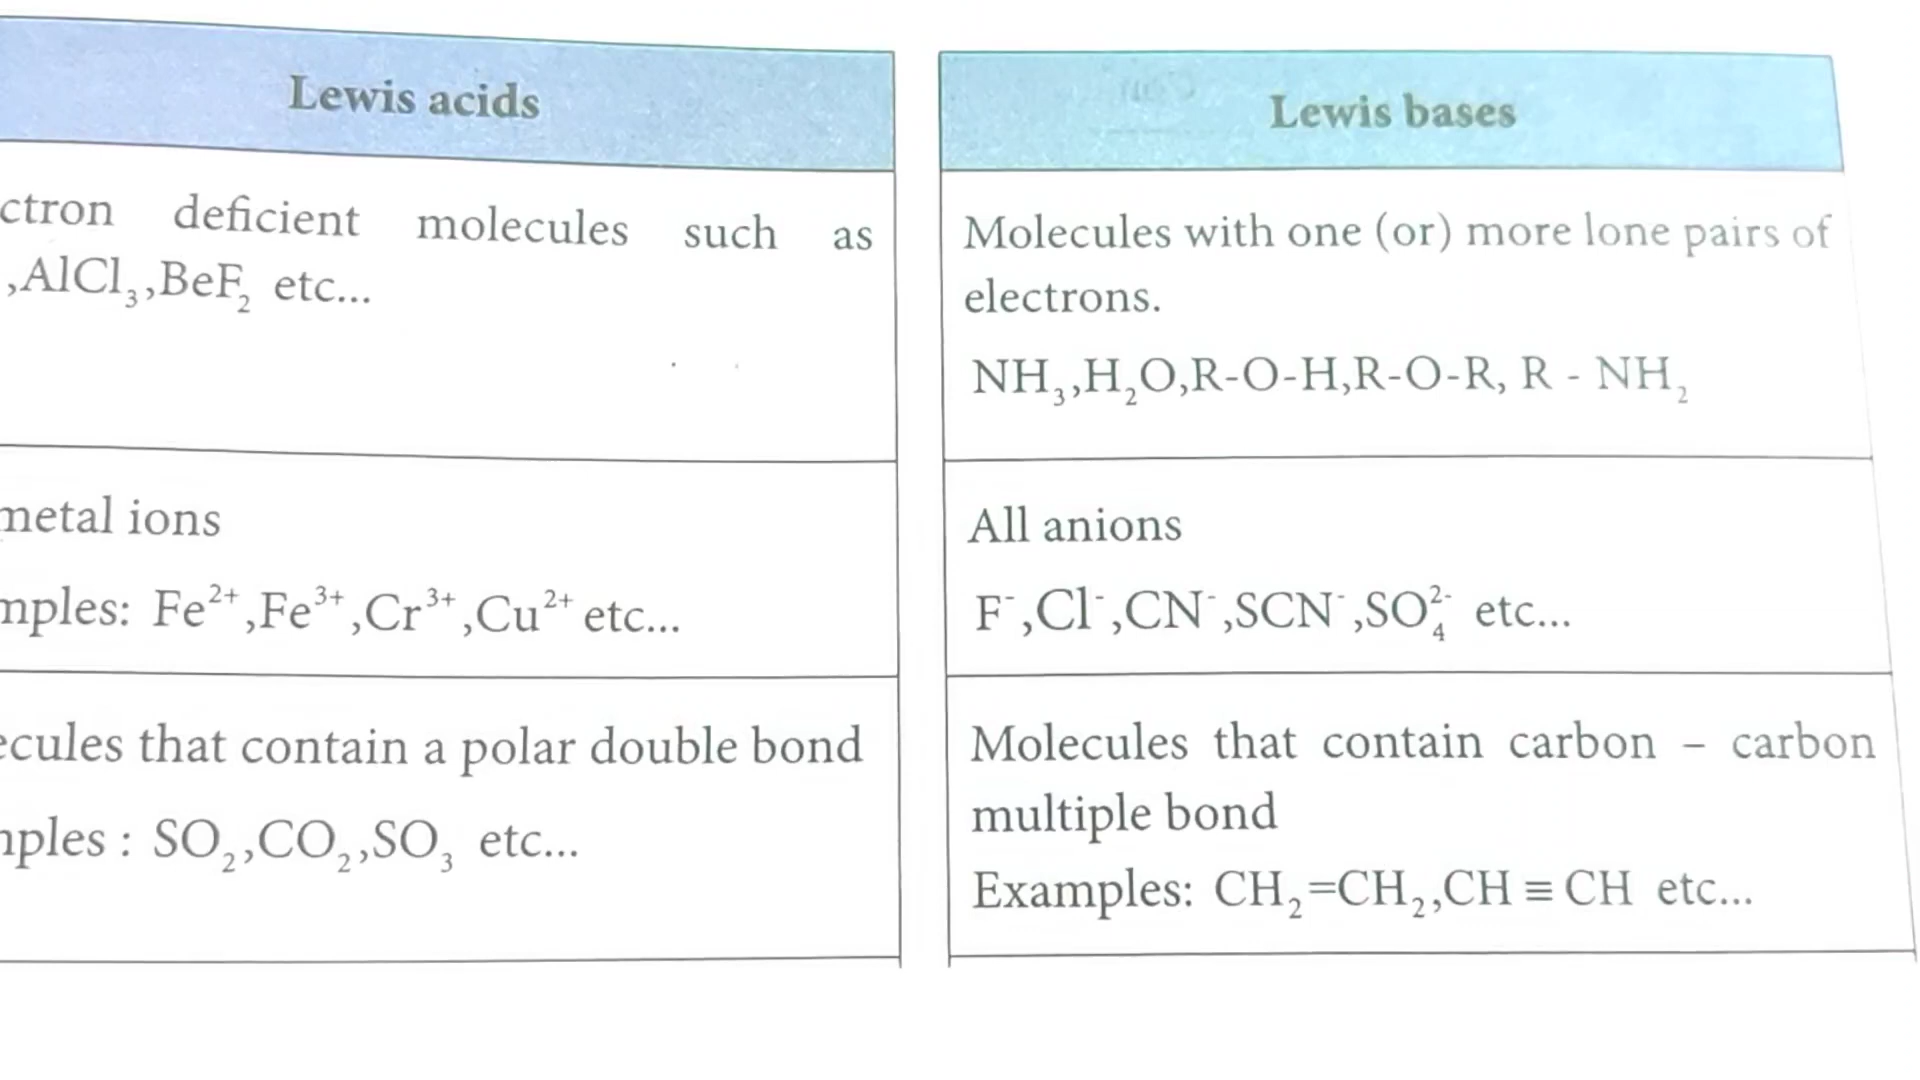 Lewis acids
ctron deficient molecules such as
,AlCl₃,BeF₂ etc...
metal ions
mples: Fe²⁺,Fe³⁺,Cr³⁺,Cu²⁺ etc...
ecules that contain a polar double bond
nples : SO₂,CO₂,SO₃ etc...
Lewis bases
Molecules with one (or) more lone pairs of
electrons.
NH₃,H₂O,R-O-H,R-O-R, R - NH₂
All anions
F⁻,Cl⁻,CN⁻,SCN⁻,SO₄²⁻ etc...
Molecules that contain carbon – carbon
multiple bond
Examples: CH₂=CH₂,CH ≡ CH etc...